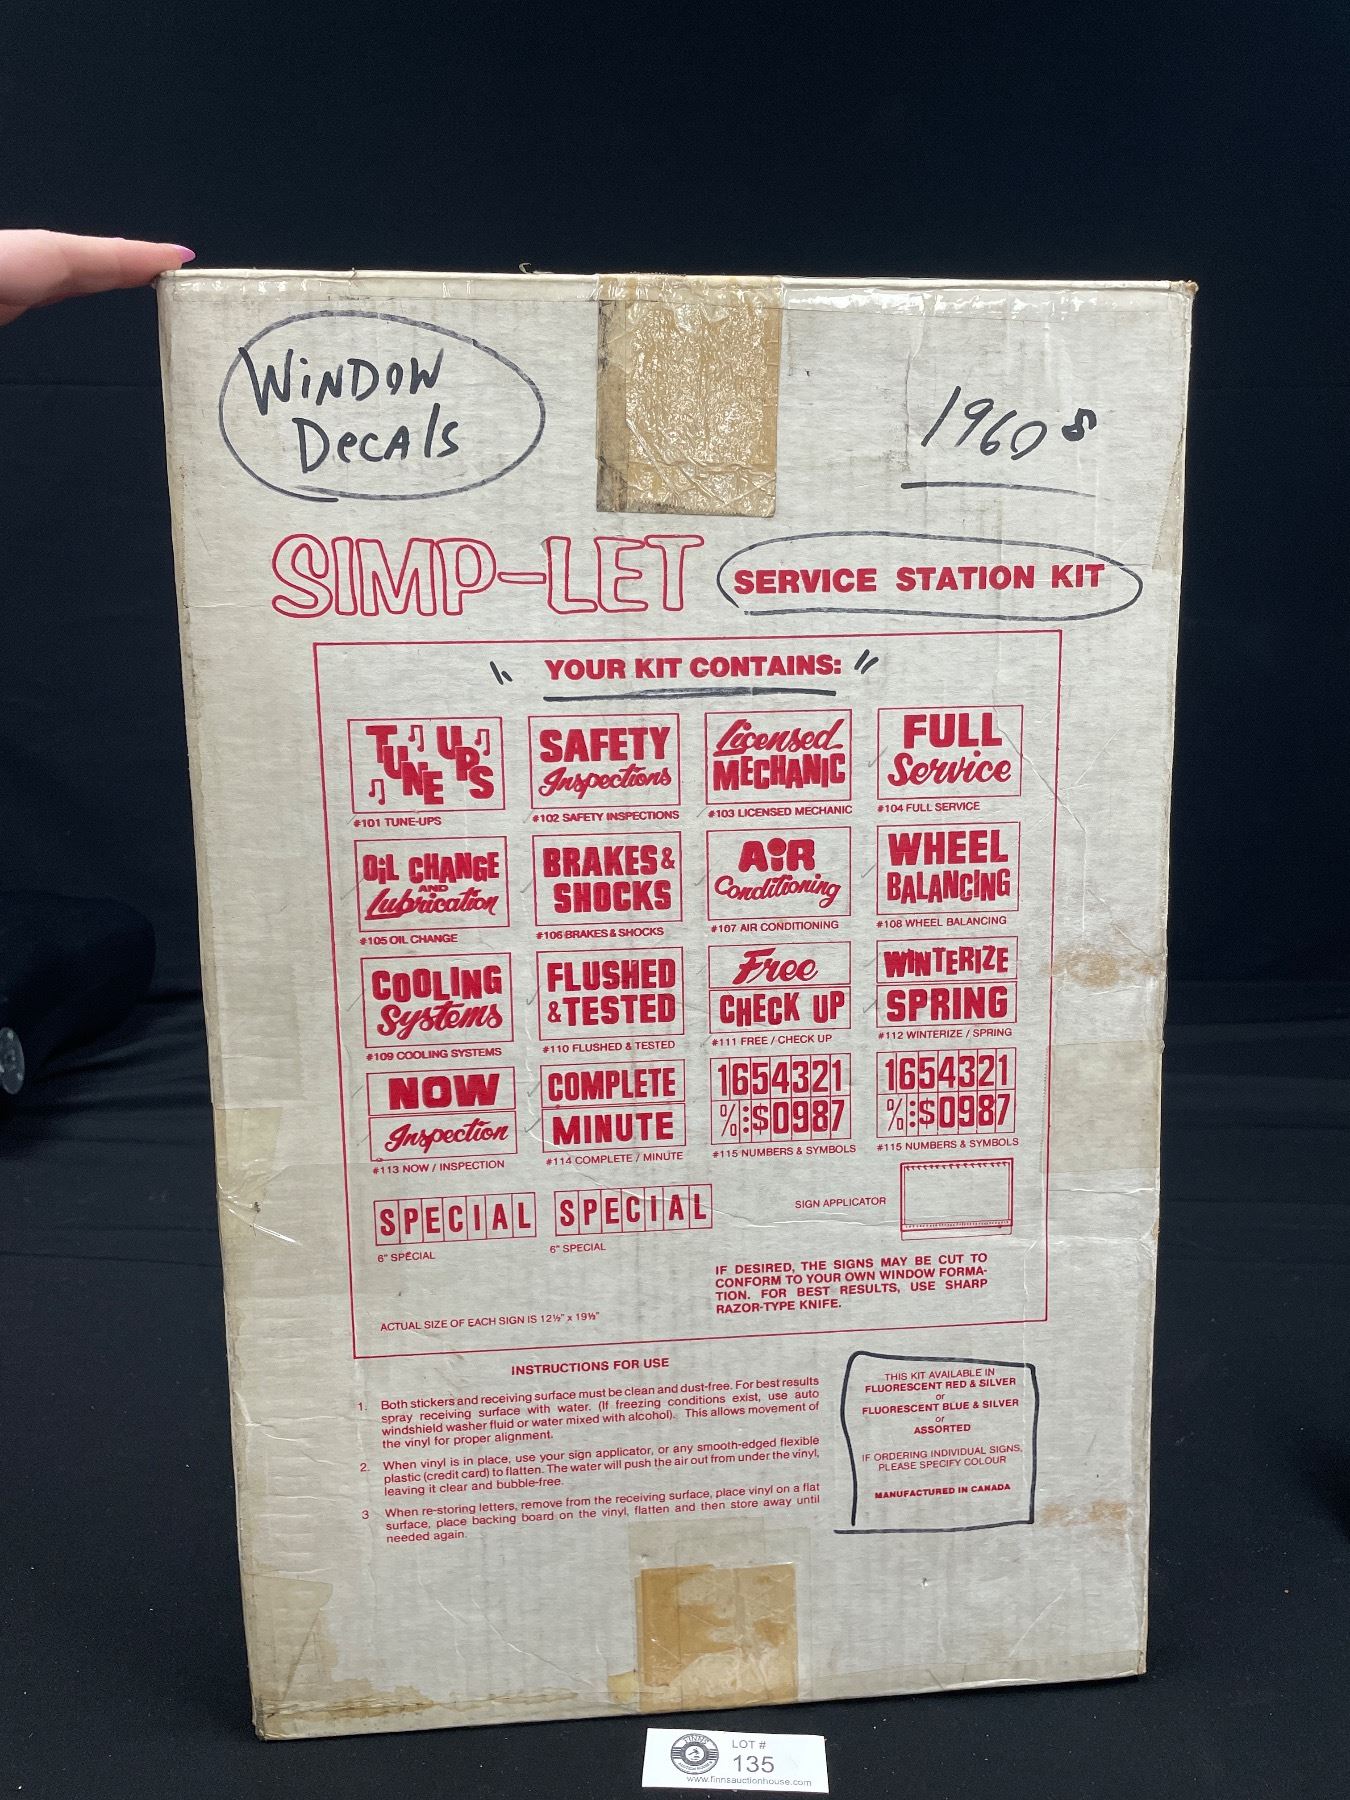 WiNDOW
DecAls
1960s
SIMP-LET
SERVICE STATION KIT
" YOUR KIT CONTAINS: "
TUNE UPS
#101 TUNE-UPS
SAFETY
Inspections
#102 SAFETY INSPECTIONS
Licensed
MECHANIC
#103 LICENSED MECHANIC
FULL
Service
#104 FULL SERVICE
OiL CHANGE
AND
Lubrication
#105 OIL CHANGE
BRAKES &
SHOCKS
#106 BRAKES & SHOCKS
AiR
Conditioning
#107 AIR CONDITIONING
WHEEL
BALANCING
#108 WHEEL BALANCING
COOLING
Systems
#109 COOLING SYSTEMS
FLUSHED
& TESTED
#110 FLUSHED & TESTED
Free
CHECK UP
#111 FREE / CHECK UP
WINTERIZE
SPRING
#112 WINTERIZE / SPRING
NOW
Inspection
#113 NOW / INSPECTION
COMPLETE
MINUTE
#114 COMPLETE / MINUTE
1654321
%:$0987
#115 NUMBERS & SYMBOLS
1654321
%:$0987
#115 NUMBERS & SYMBOLS
SPECIAL
6" SPECIAL
SPECIAL
6" SPECIAL
SIGN APPLICATOR
IF DESIRED, THE SIGNS MAY BE CUT TO
CONFORM TO YOUR OWN WINDOW FORMA-
TION. FOR BEST RESULTS, USE SHARP
RAZOR-TYPE KNIFE.
ACTUAL SIZE OF EACH SIGN IS 12½" x 19½"
INSTRUCTIONS FOR USE
1. Both stickers and receiving surface must be clean and dust-free. For best results
spray receiving surface with water. (If freezing conditions exist, use auto
windshield washer fluid or water mixed with alcohol). This allows movement of
the vinyl for proper alignment.
2. When vinyl is in place, use your sign applicator, or any smooth-edged flexible
plastic (credit card) to flatten. The water will push the air out from under the vinyl,
leaving it clear and bubble-free.
3 When re-storing letters, remove from the receiving surface, place vinyl on a flat
surface, place backing board on the vinyl, flatten and then store away until
needed again.
THIS KIT AVAILABLE IN
FLUORESCENT RED & SILVER
or
FLUORESCENT BLUE & SILVER
or
ASSORTED
IF ORDERING INDIVIDUAL SIGNS,
PLEASE SPECIFY COLOUR
MANUFACTURED IN CANADA
FINNS
LOT #
135
www.finnsauctionhouse.com